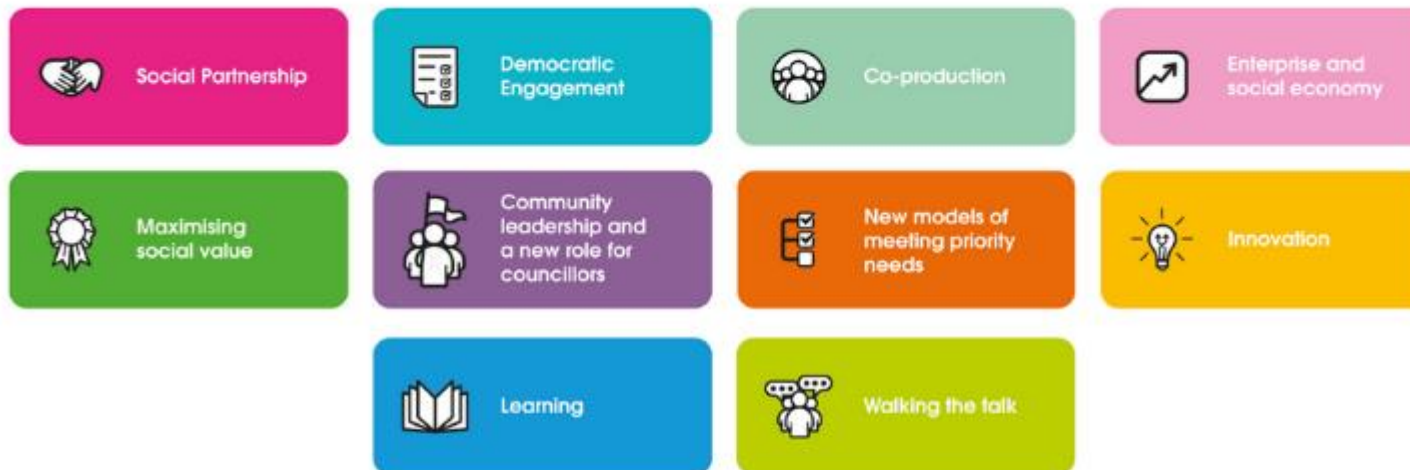 Social Partnership
Democratic
Engagement
Co-production
Enterprise and
social economy
Maximising
social value
Community
leadership and
a new role for
councillors
New models of
meeting priority
needs
Innovation
Learning
Walking the talk